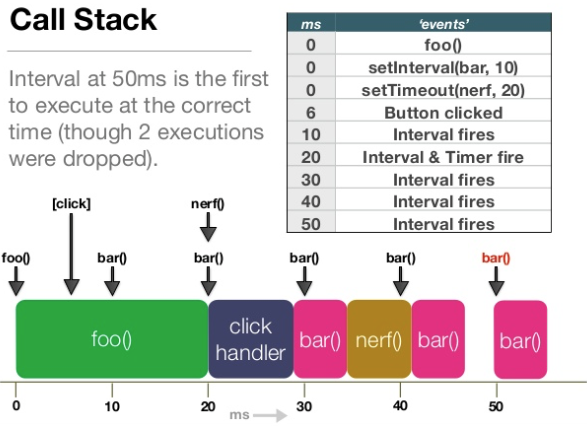 Call Stack
Interval at 50ms is the first
to execute at the correct
time (though 2 executions
were dropped).
ms ‘events’
0 foo()
0 setInterval(bar, 10)
0 setTimeout(nerf, 20)
6 Button clicked
10 Interval fires
20 Interval & Timer fire
30 Interval fires
40 Interval fires
50 Interval fires
[click] nerf()
foo() bar() bar() bar() bar() bar()
foo() click handler bar() nerf() bar() bar()
0 10 20 30 40 50
ms